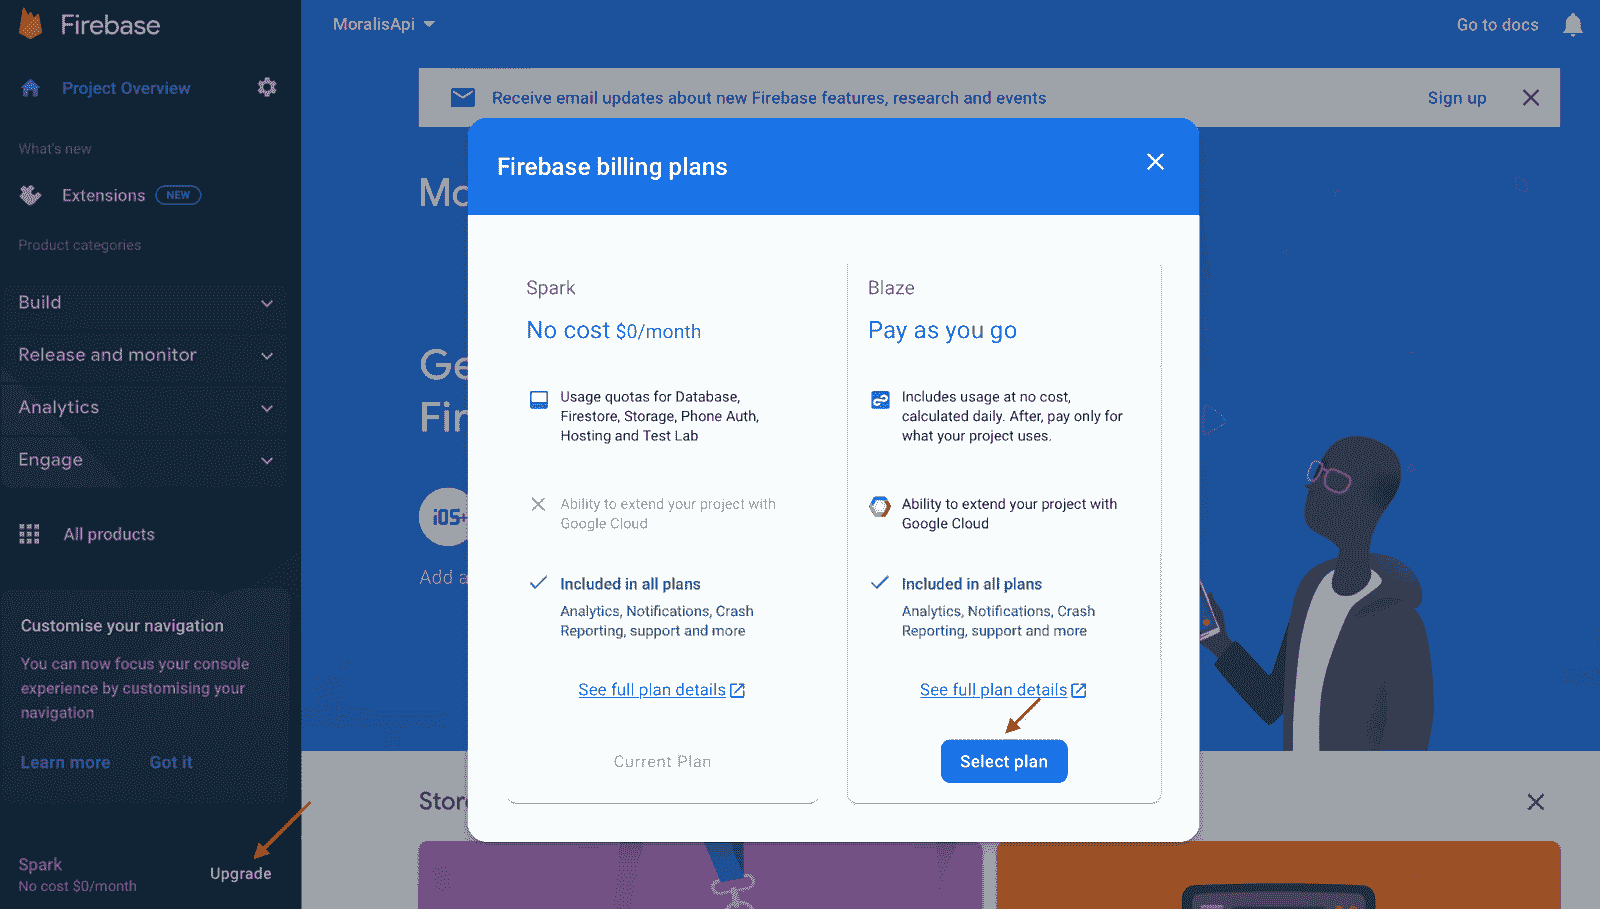 Firebase
MoralisApi
Go to docs
Project Overview
Receive email updates about new Firebase features, research and events
Sign up
What's new
Extensions NEW
Product categories
Build
Release and monitor
Analytics
Engage
All products
Customise your navigation
You can now focus your console
experience by customising your
navigation
Learn more Got it
Spark
No cost $0/month
Upgrade
Mo
Ge
Fir
iOS+
Add a
Store
Firebase billing plans
Spark
No cost $0/month
Usage quotas for Database,
Firestore, Storage, Phone Auth,
Hosting and Test Lab
Ability to extend your project with
Google Cloud
Included in all plans
Analytics, Notifications, Crash
Reporting, support and more
See full plan details
Current Plan
Blaze
Pay as you go
Includes usage at no cost,
calculated daily. After, pay only for
what your project uses.
Ability to extend your project with
Google Cloud
Included in all plans
Analytics, Notifications, Crash
Reporting, support and more
See full plan details
Select plan